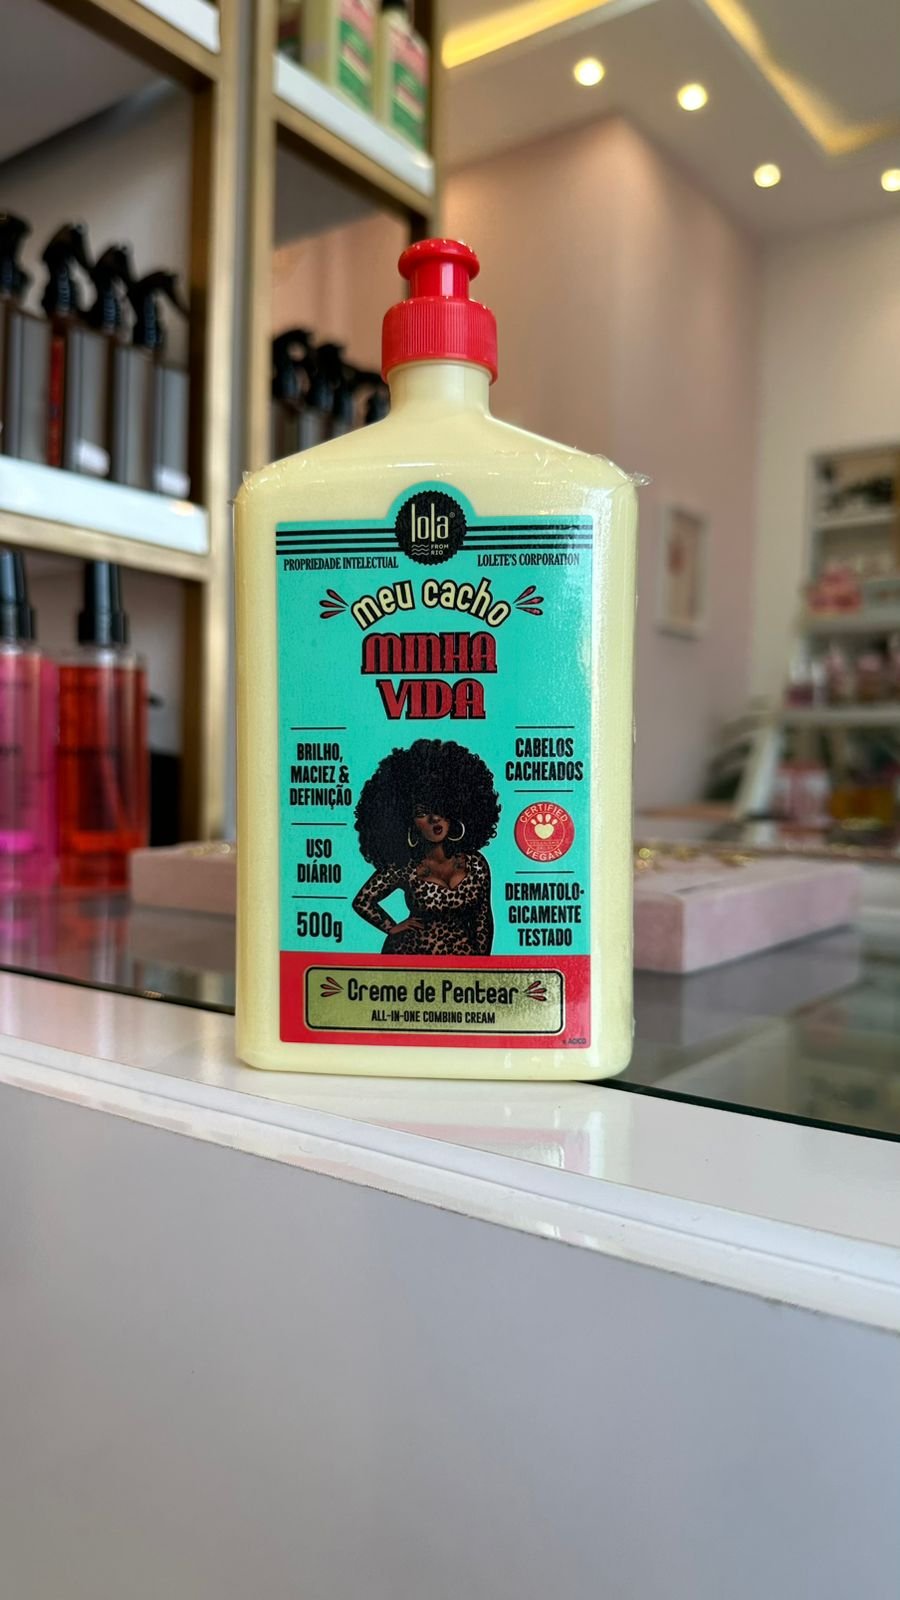 lola®
FROM
RIO
PROPRIEDADE INTELECTUAL
LOLETE'S CORPORATION
meu cacho
MINHA
VIDA
BRILHO,
MACIEZ &
DEFINIÇÃO
USO
DIÁRIO
500g
CABELOS
CACHEADOS
CERTIFIED
VEGAN
DERMATOLO-
GICAMENTE
TESTADO
Creme de Pentear
ALL-IN-ONE COMBING CREAM